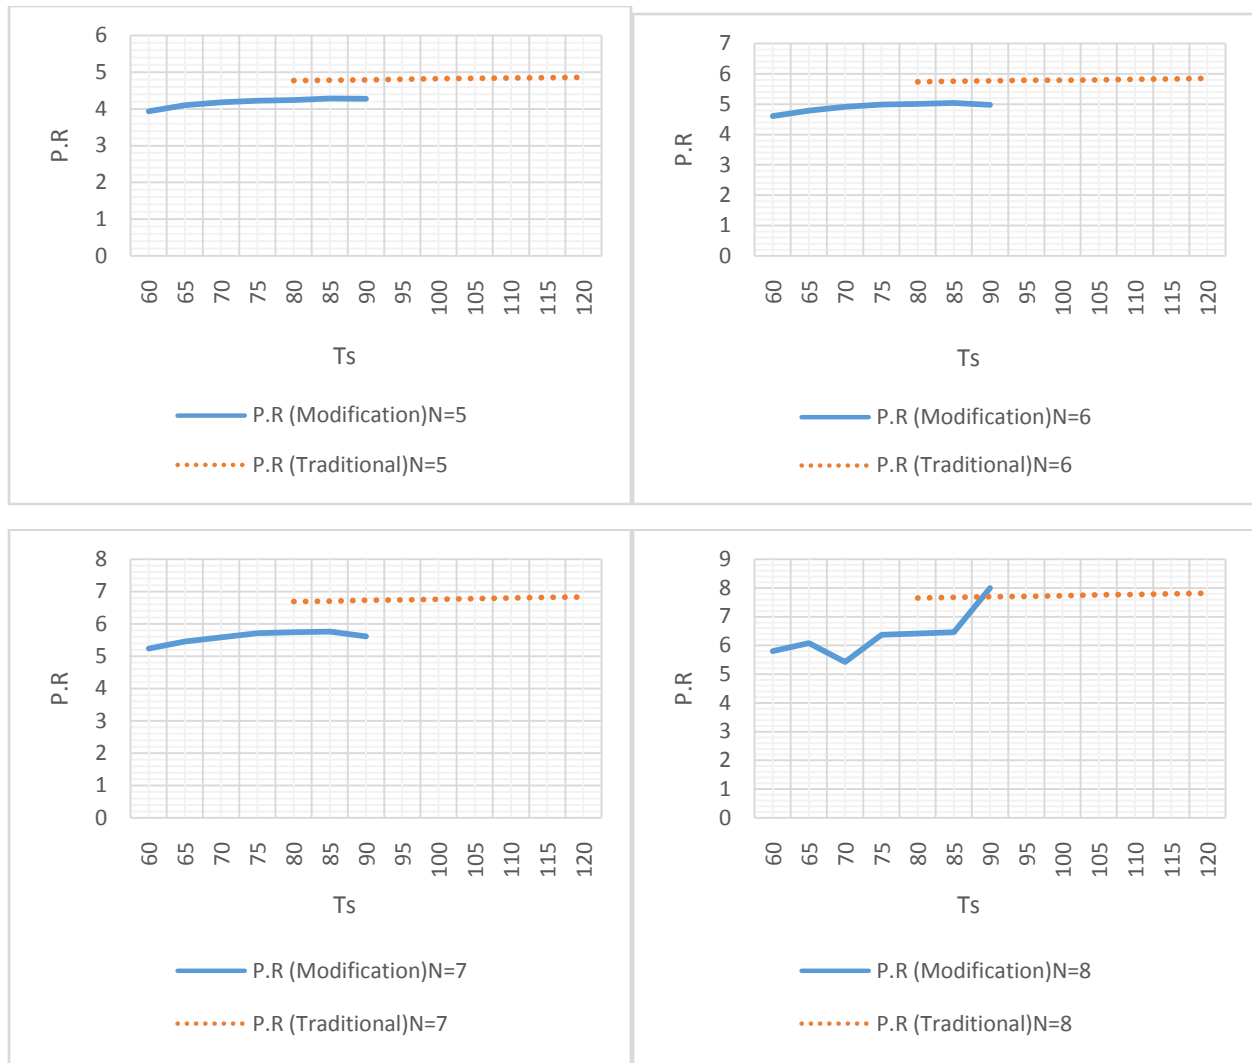 6
5
4
3
2
1
0
P.R
60 65 70 75 80 85 90 95 100 105 110 115 120
Ts
P.R (Modification)N=5
P.R (Traditional)N=5
7
6
5
4
3
2
1
0
P.R
60 65 70 75 80 85 90 95 100 105 110 115 120
Ts
P.R (Modification)N=6
P.R (Traditional)N=6
8
7
6
5
4
3
2
1
0
P.R
60 65 70 75 80 85 90 95 100 105 110 115 120
Ts
P.R (Modification)N=7
P.R (Traditional)N=7
9
8
7
6
5
4
3
2
1
0
P.R
60 65 70 75 80 85 90 95 100 105 110 115 120
Ts
P.R (Modification)N=8
P.R (Traditional)N=8